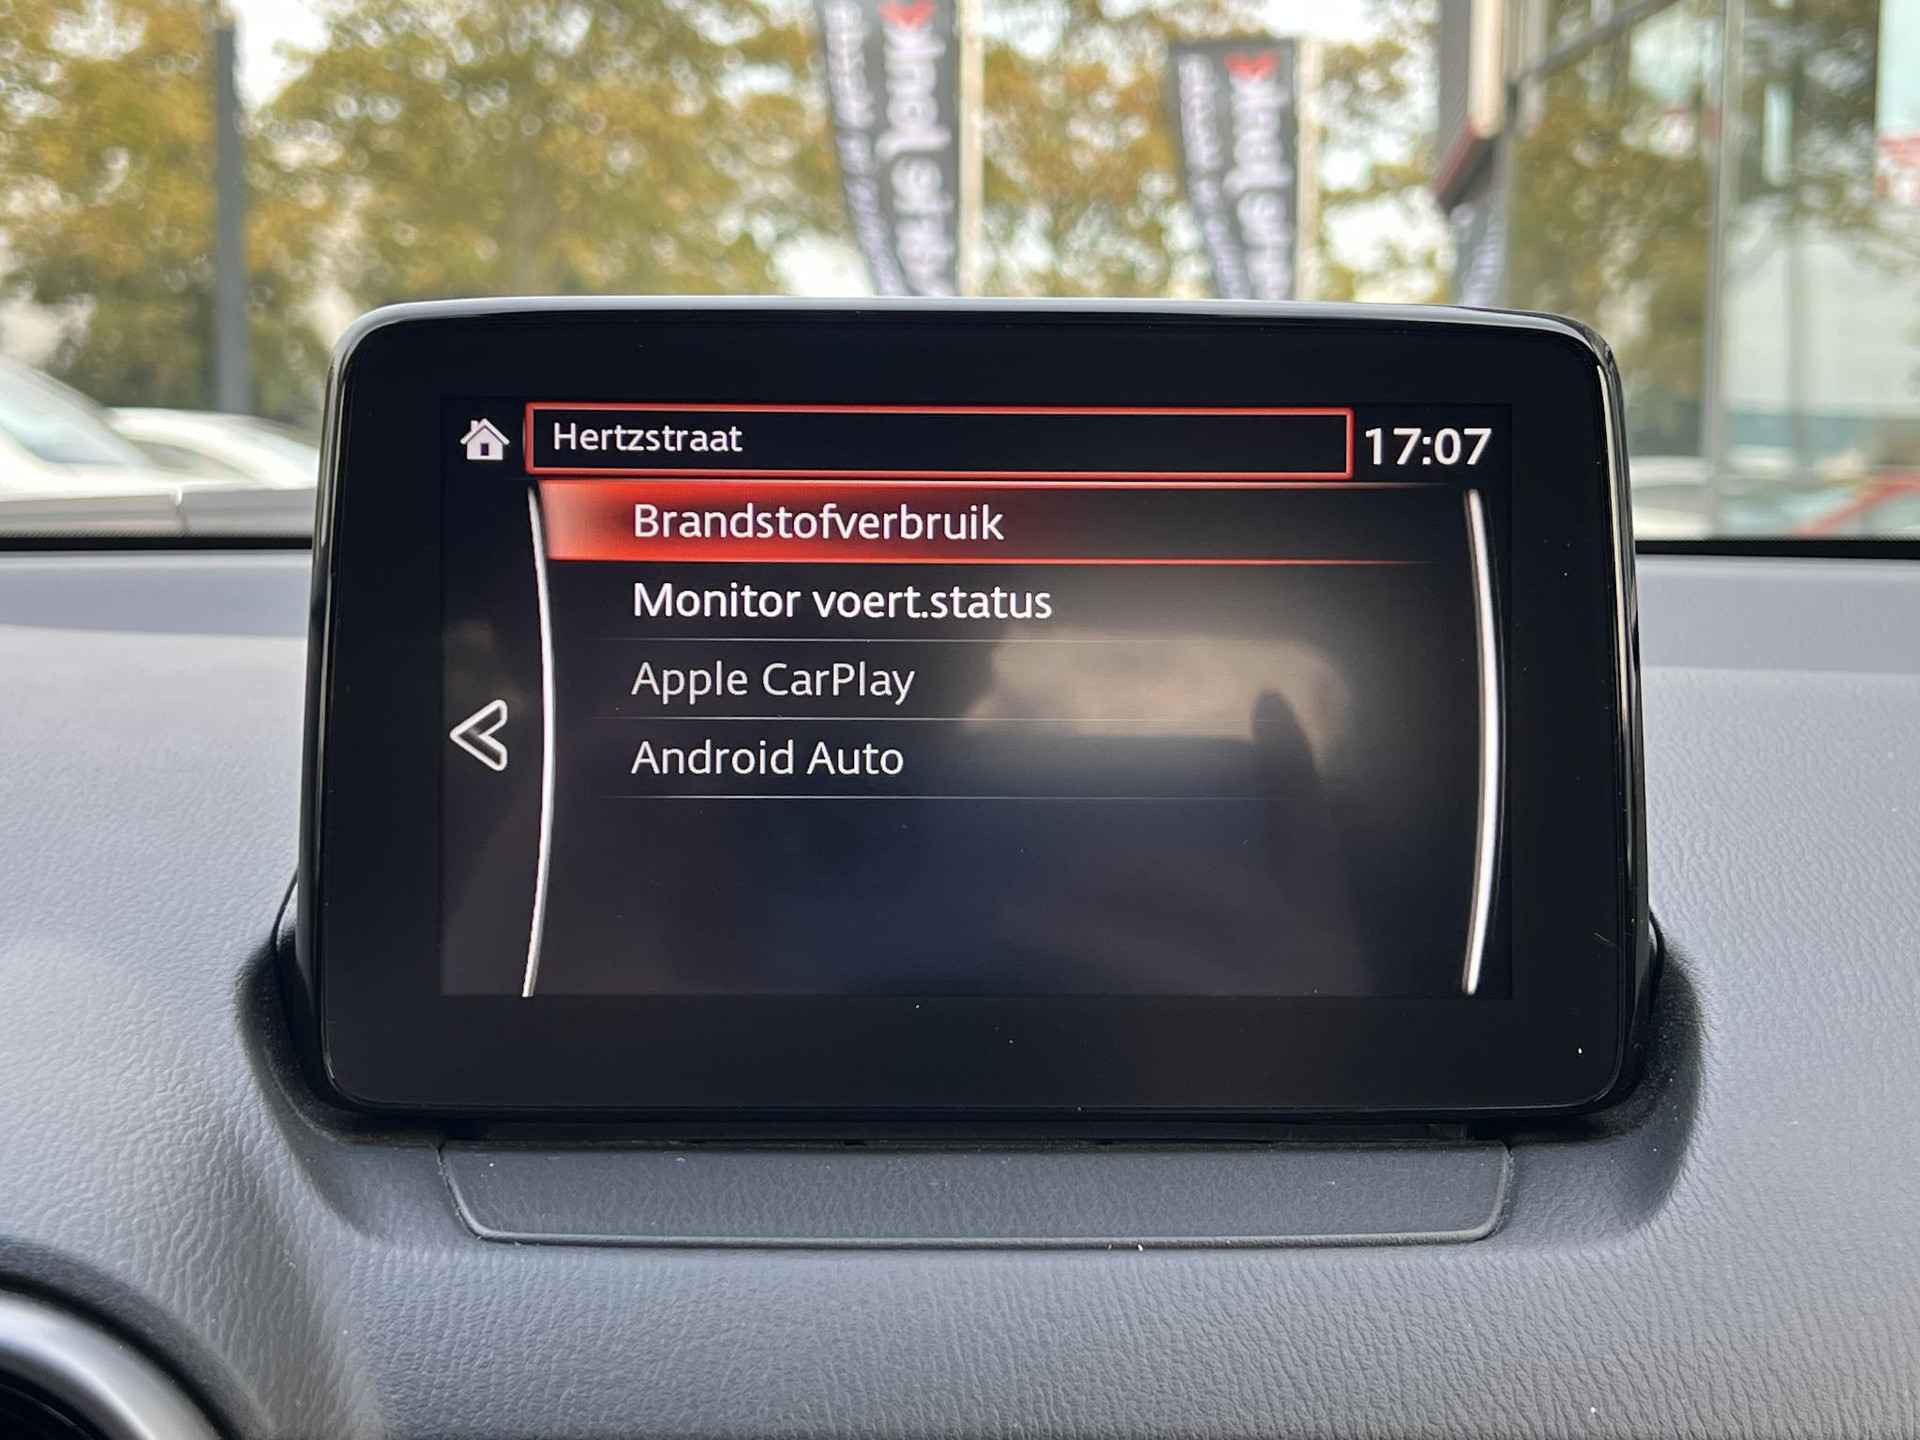 Hertzstraat
17:07
Brandstofverbruik
Monitor voert.status
Apple CarPlay
Android Auto